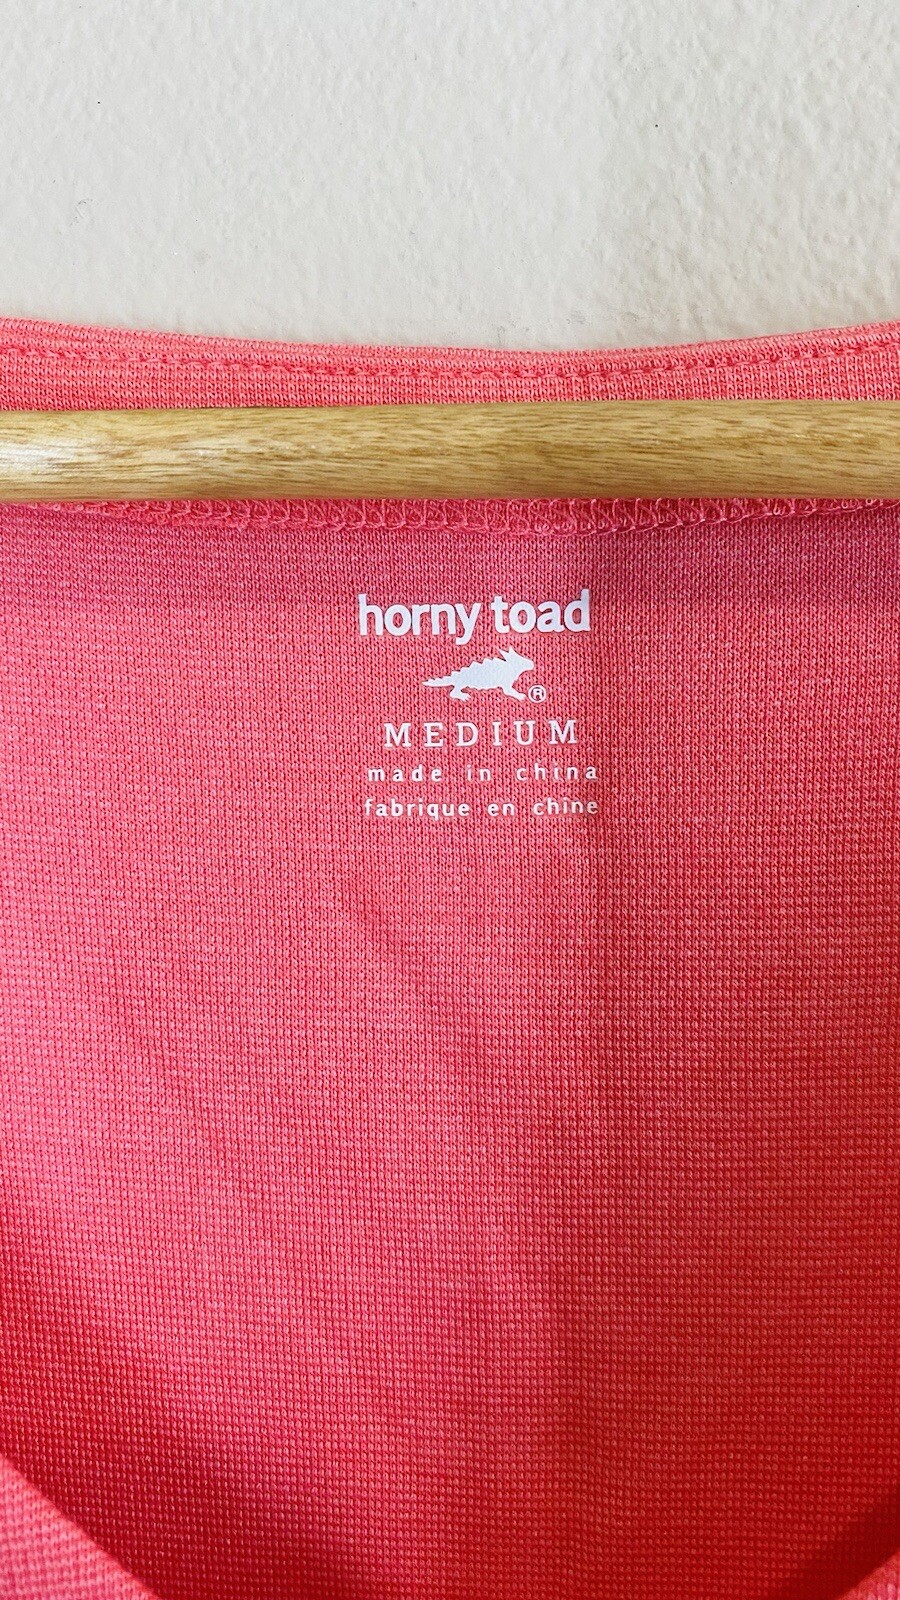 horny toad
®
MEDIUM
made in china
fabrique en chine